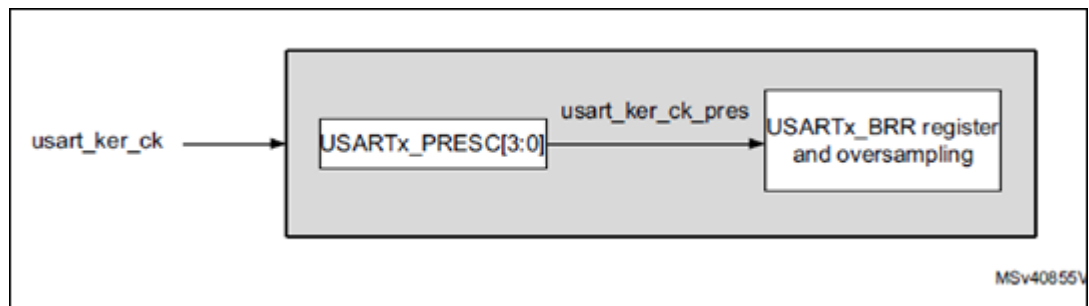 usart_ker_ck
USARTx_PRESC[3:0]
usart_ker_ck_pres
USARTx_BRR register
and oversampling
MSv40855V